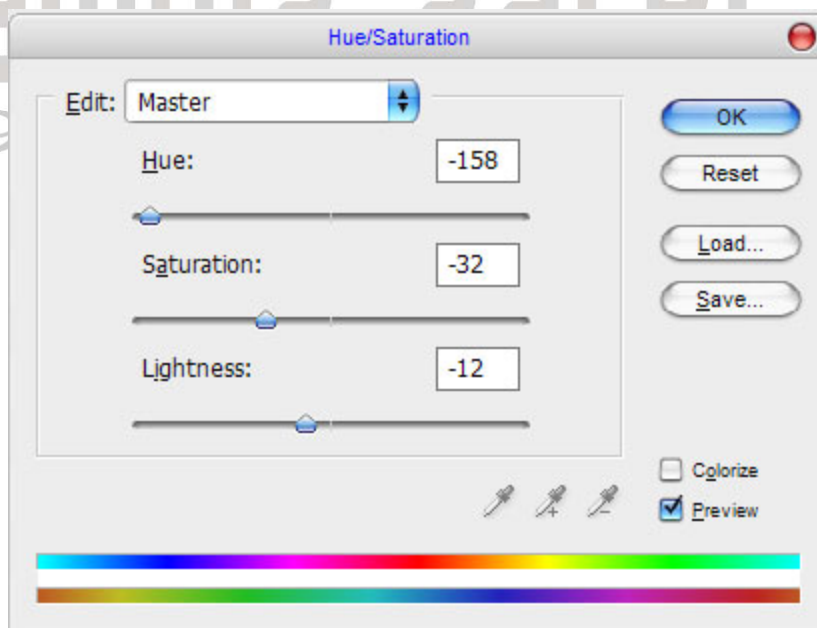 Hue/Saturation
Edit: Master
OK
Hue: -158
Reset
Saturation: -32
Load...
Save...
Lightness: -12
Colorize
Preview